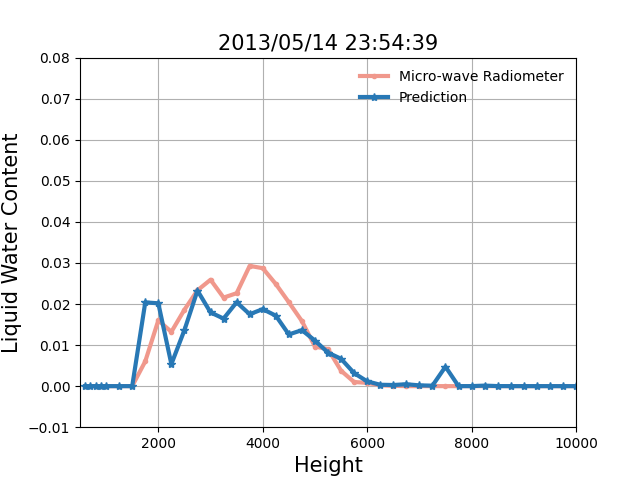 2013/05/14 23:54:39
Micro-wave Radiometer
Prediction
0.08
0.07
0.06
0.05
0.04
0.03
0.02
0.01
0.00
−0.01
Liquid Water Content
2000 4000 6000 8000 10000
Height